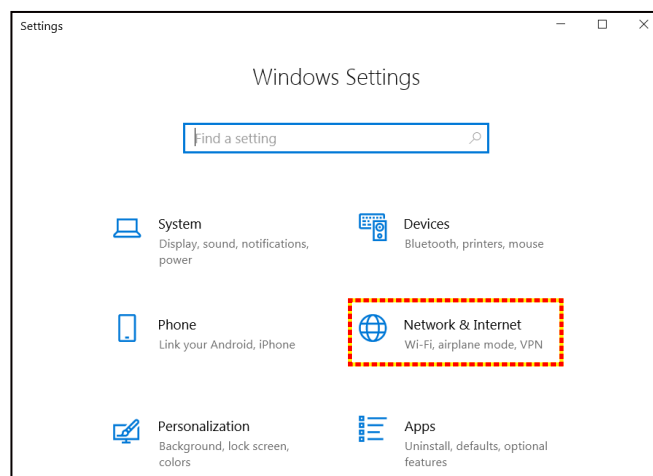 Settings
Windows Settings
Find a setting
System
Display, sound, notifications,
power
Devices
Bluetooth, printers, mouse
Phone
Link your Android, iPhone
Network & Internet
Wi-Fi, airplane mode, VPN
Personalization
Background, lock screen,
colors
Apps
Uninstall, defaults, optional
features